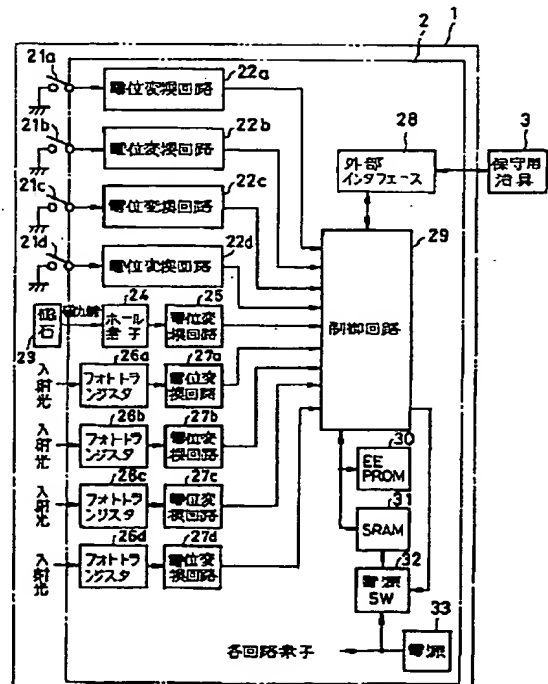 1
2
21a
22a
電位変換回路
21b
22b
電位変換回路
21c
22c
電位変換回路
21d
22d
電位変換回路
28
外部
インタフェース
3
保守用
治具
29
制御回路
磁石
23
磁力線
24
ホール
素子
25
電位変
換回路
入射光
26a
フォトトラ
ンジスタ
27a
電位変
換回路
入射光
26b
フォトトラ
ンジスタ
27b
電位変
換回路
入射光
26c
フォトトラ
ンジスタ
27c
電位変
換回路
入射光
26d
フォトトラ
ンジスタ
27d
電位変
換回路
30
EE
PROM
31
SRAM
32
電源
SW
33
電源
各回路素子